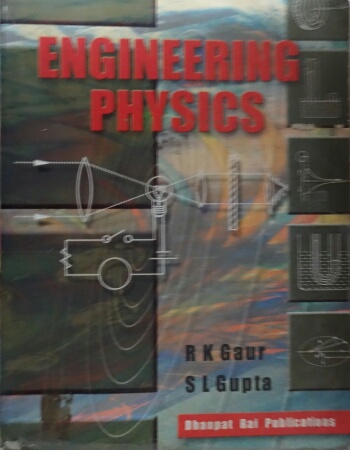 ENGINEERING
PHYSICS
R K Gaur
S L Gupta
Dhanpat Rai Publications